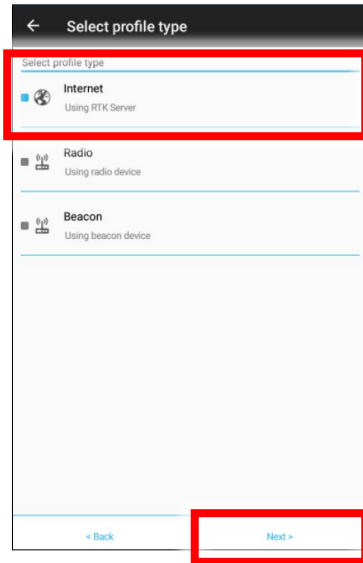 Select profile type
Select profile type
Internet
Using RTK Server
Radio
Using radio device
Beacon
Using beacon device
< Back
Next >